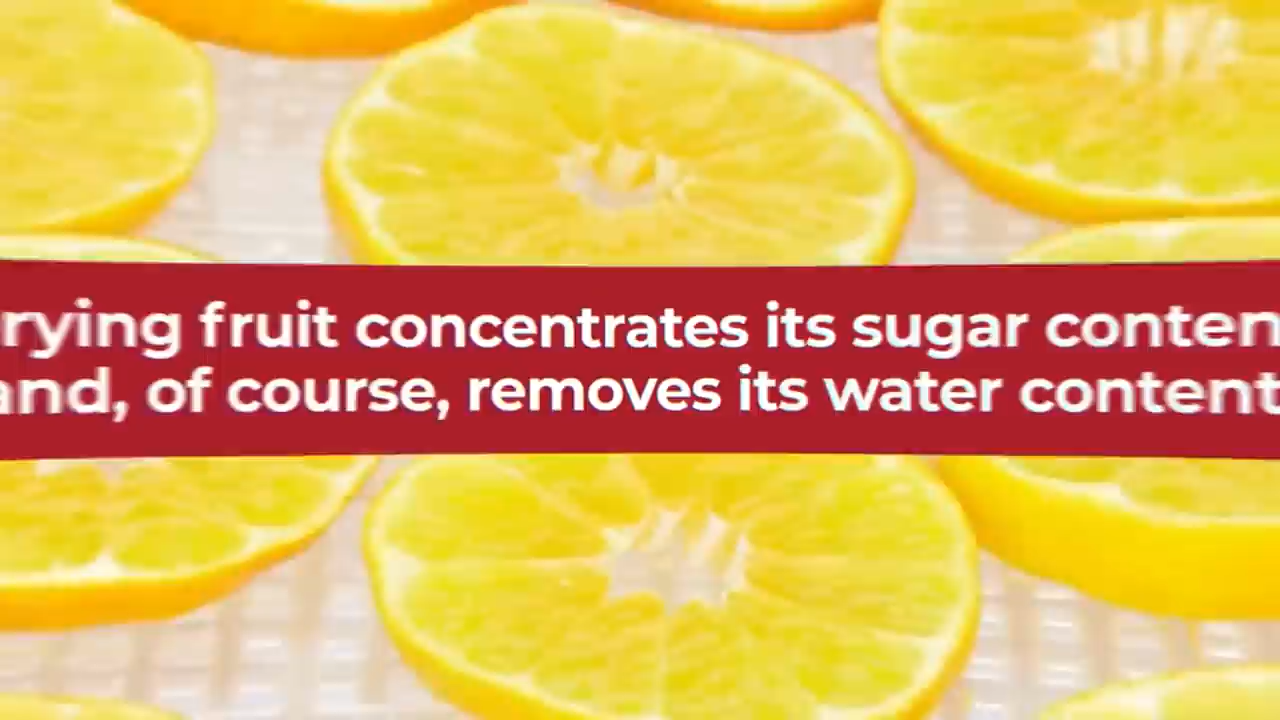 rying fruit concentrates its sugar conten
and, of course, removes its water content